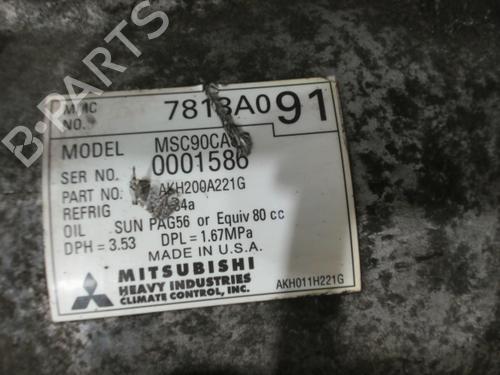 MMC NO. 7813A091
MODEL MSC90CA
SER NO. 0001586
PART NO. AKH200A221G
REFRIG 34a
OIL SUN PAG56 or Equiv 80 cc
DPH = 3.53 DPL = 1.67MPa
MADE IN U.S.A.
MITSUBISHI
HEAVY INDUSTRIES
CLIMATE CONTROL, INC.
AKH011H221G
B-PARTS